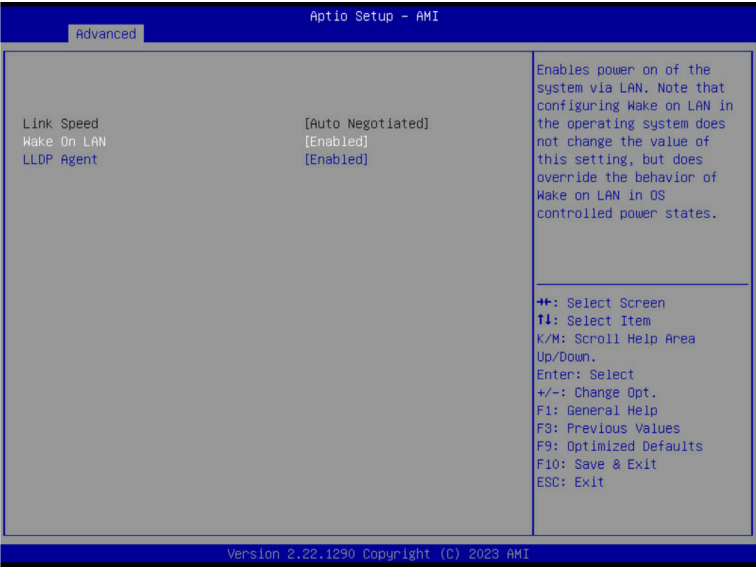 Aptio Setup - AMI
Advanced
Link Speed [Auto Negotiated]
Wake On LAN [Enabled]
LLDP Agent [Enabled]
Enables power on of the
system via LAN. Note that
configuring Wake on LAN in
the operating system does
not change the value of
this setting, but does
override the behavior of
Wake on LAN in OS
controlled power states.
→←: Select Screen
↑↓: Select Item
K/M: Scroll Help Area
Up/Down.
Enter: Select
+/-: Change Opt.
F1: General Help
F3: Previous Values
F9: Optimized Defaults
F10: Save & Exit
ESC: Exit
Version 2.22.1290 Copyright (C) 2023 AMI